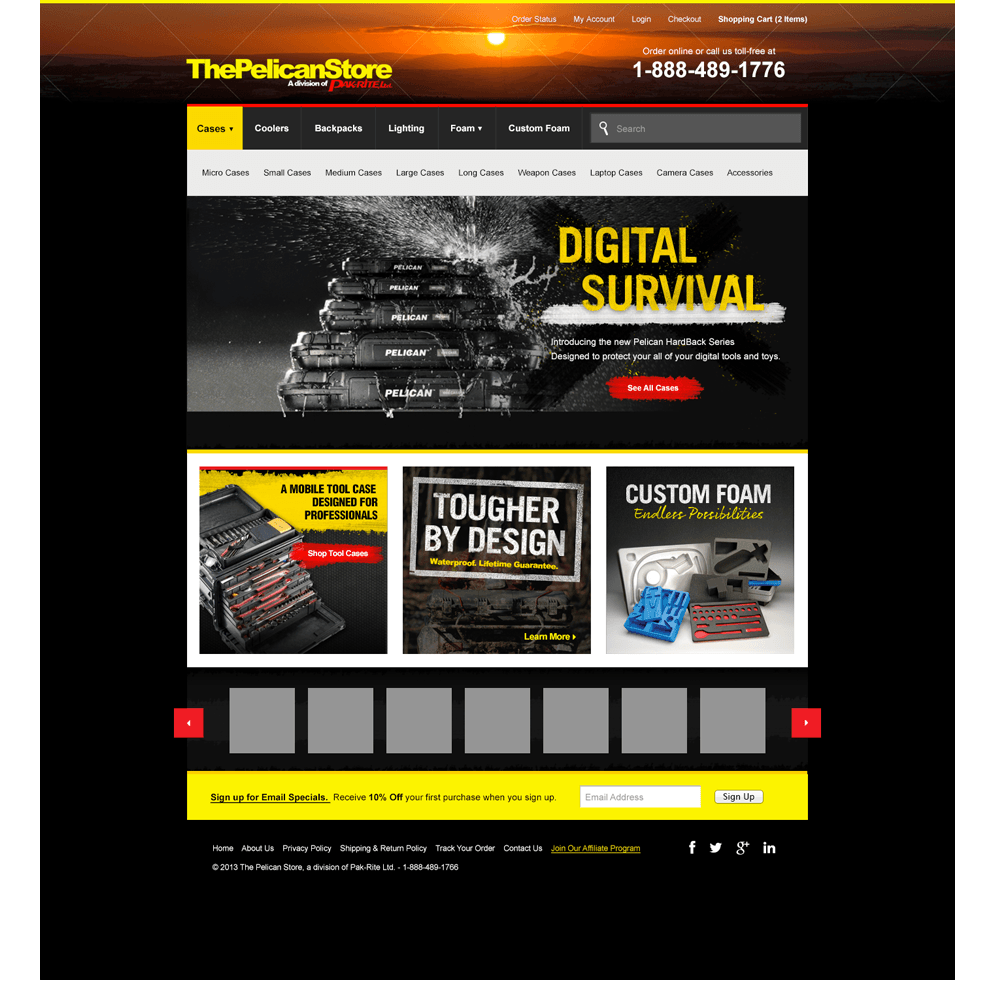 Order Status My Account Login Checkout Shopping Cart (2 Items)
Order online or call us toll-free at
1-888-489-1776
ThePelicanStore
A division of PAK-RITE, Ltd.
Cases Coolers Backpacks Lighting Foam Custom Foam Search
Micro Cases Small Cases Medium Cases Large Cases Long Cases Weapon Cases Laptop Cases Camera Cases Accessories
DIGITAL
SURVIVAL
PELICAN
PELICAN
PELICAN
PELICAN
PELICAN
Introducing the new Pelican HardBack Series
Designed to protect your all of your digital tools and toys.
See All Cases
A MOBILE TOOL CASE
DESIGNED FOR
PROFESSIONALS
Shop Tool Cases
TOUGHER
BY DESIGN
Waterproof. Lifetime Guarantee.
Learn More
CUSTOM FOAM
Endless Possibilities
Sign up for Email Specials. Receive 10% Off your first purchase when you sign up. Email Address Sign Up
Home About Us Privacy Policy Shipping & Return Policy Track Your Order Contact Us Join Our Affiliate Program
© 2013 The Pelican Store, a division of Pak-Rite Ltd. - 1-888-489-1766